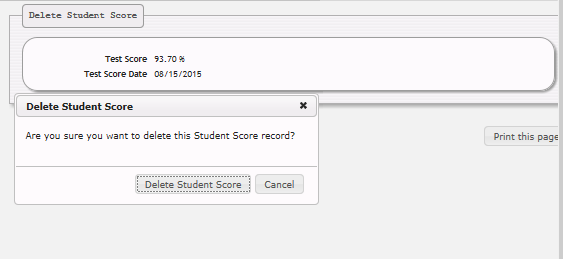 Delete Student Score
Test Score 93.70 %
Test Score Date 08/15/2015
Delete Student Score
Are you sure you want to delete this Student Score record?
Print this page
Delete Student Score Cancel